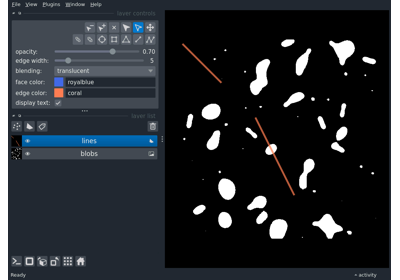 File View Plugins Window Help
layer controls
opacity: 0.70
edge width: 5
blending: translucent
face color: royalblue
edge color: coral
display text:
layer list
lines
blobs
Ready
activity